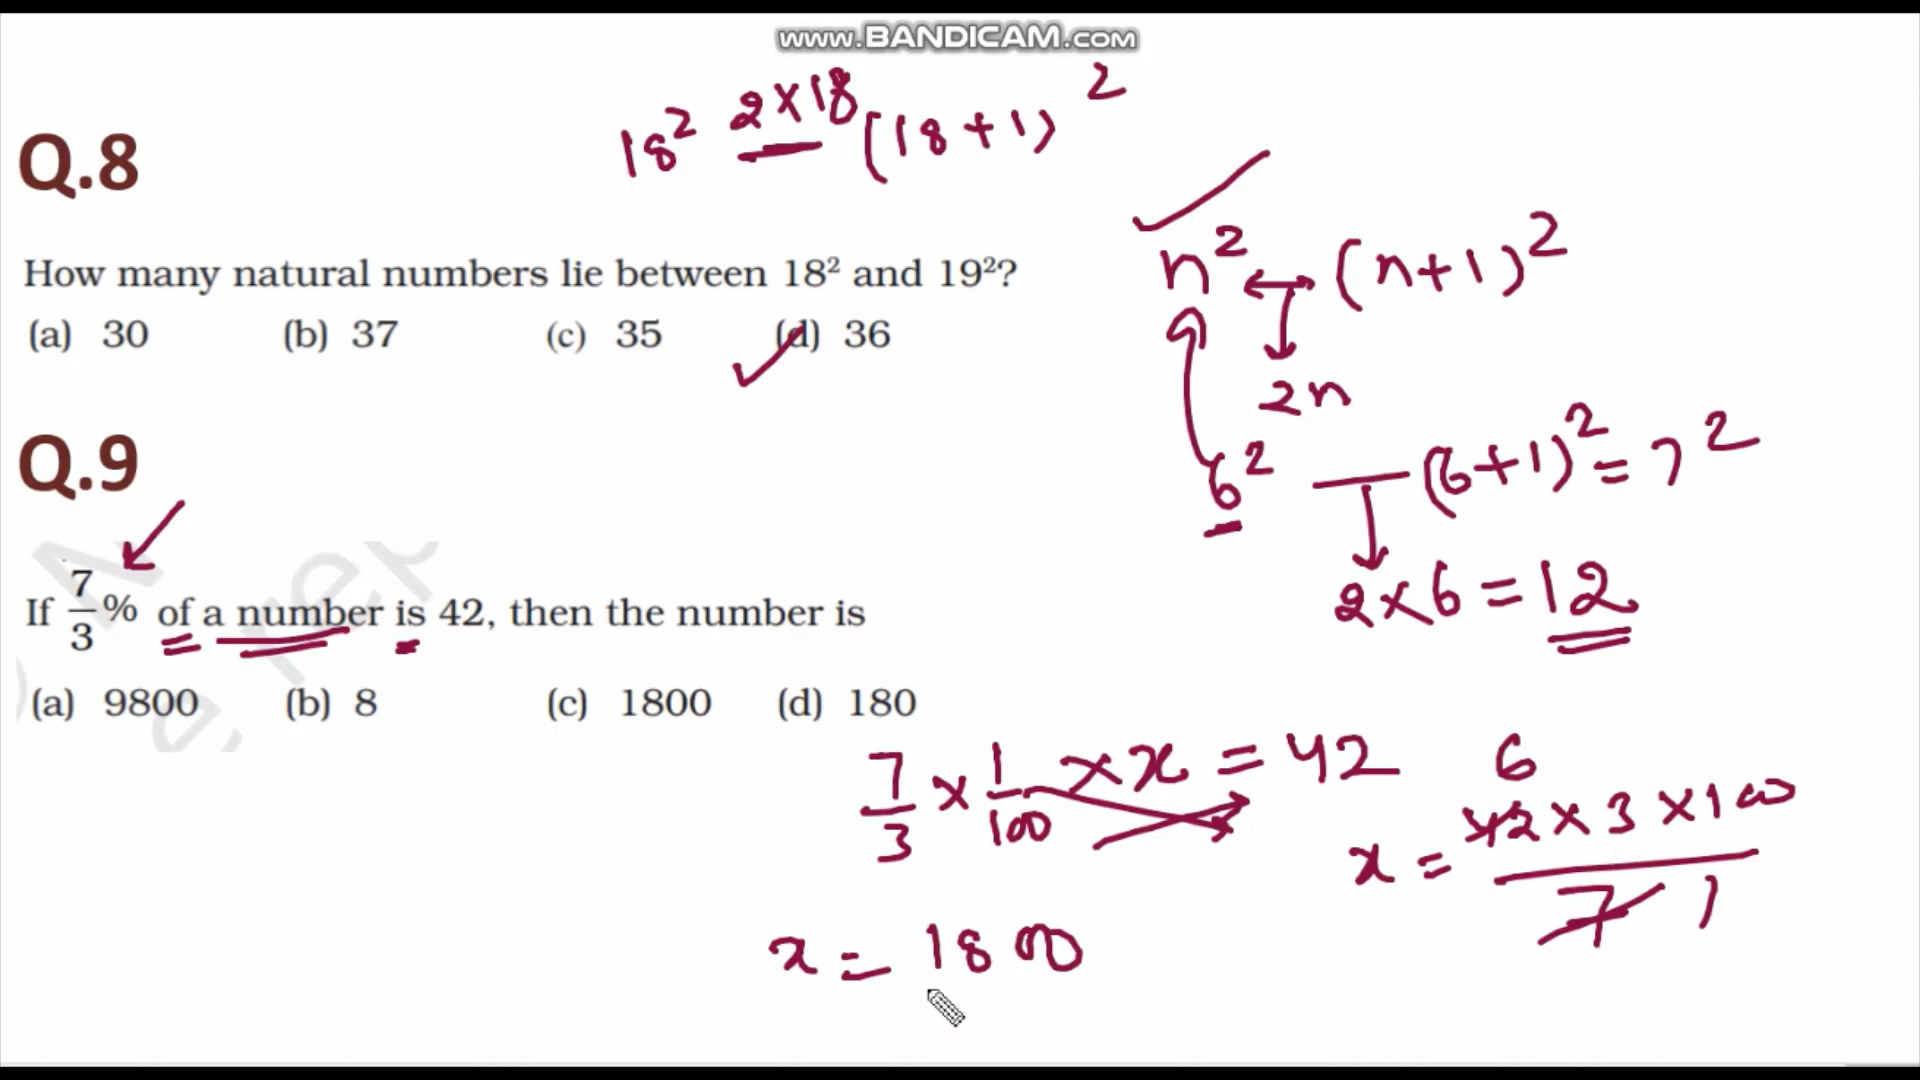 www.BANDICAM.com
18² 2×18 (18+1)²
Q.8
n² (n+1)²
How many natural numbers lie between 18² and 19²?
(a) 30 (b) 37 (c) 35 (d) 36
2n
Q.9
6² (6+1)² = 7²
If 7/3 % of a number is 42, then the number is
2×6 = 12
(a) 9800 (b) 8 (c) 1800 (d) 180
7/3 × 1/100 × x = 42
6
x = 42×3×100
7 1
x = 1800